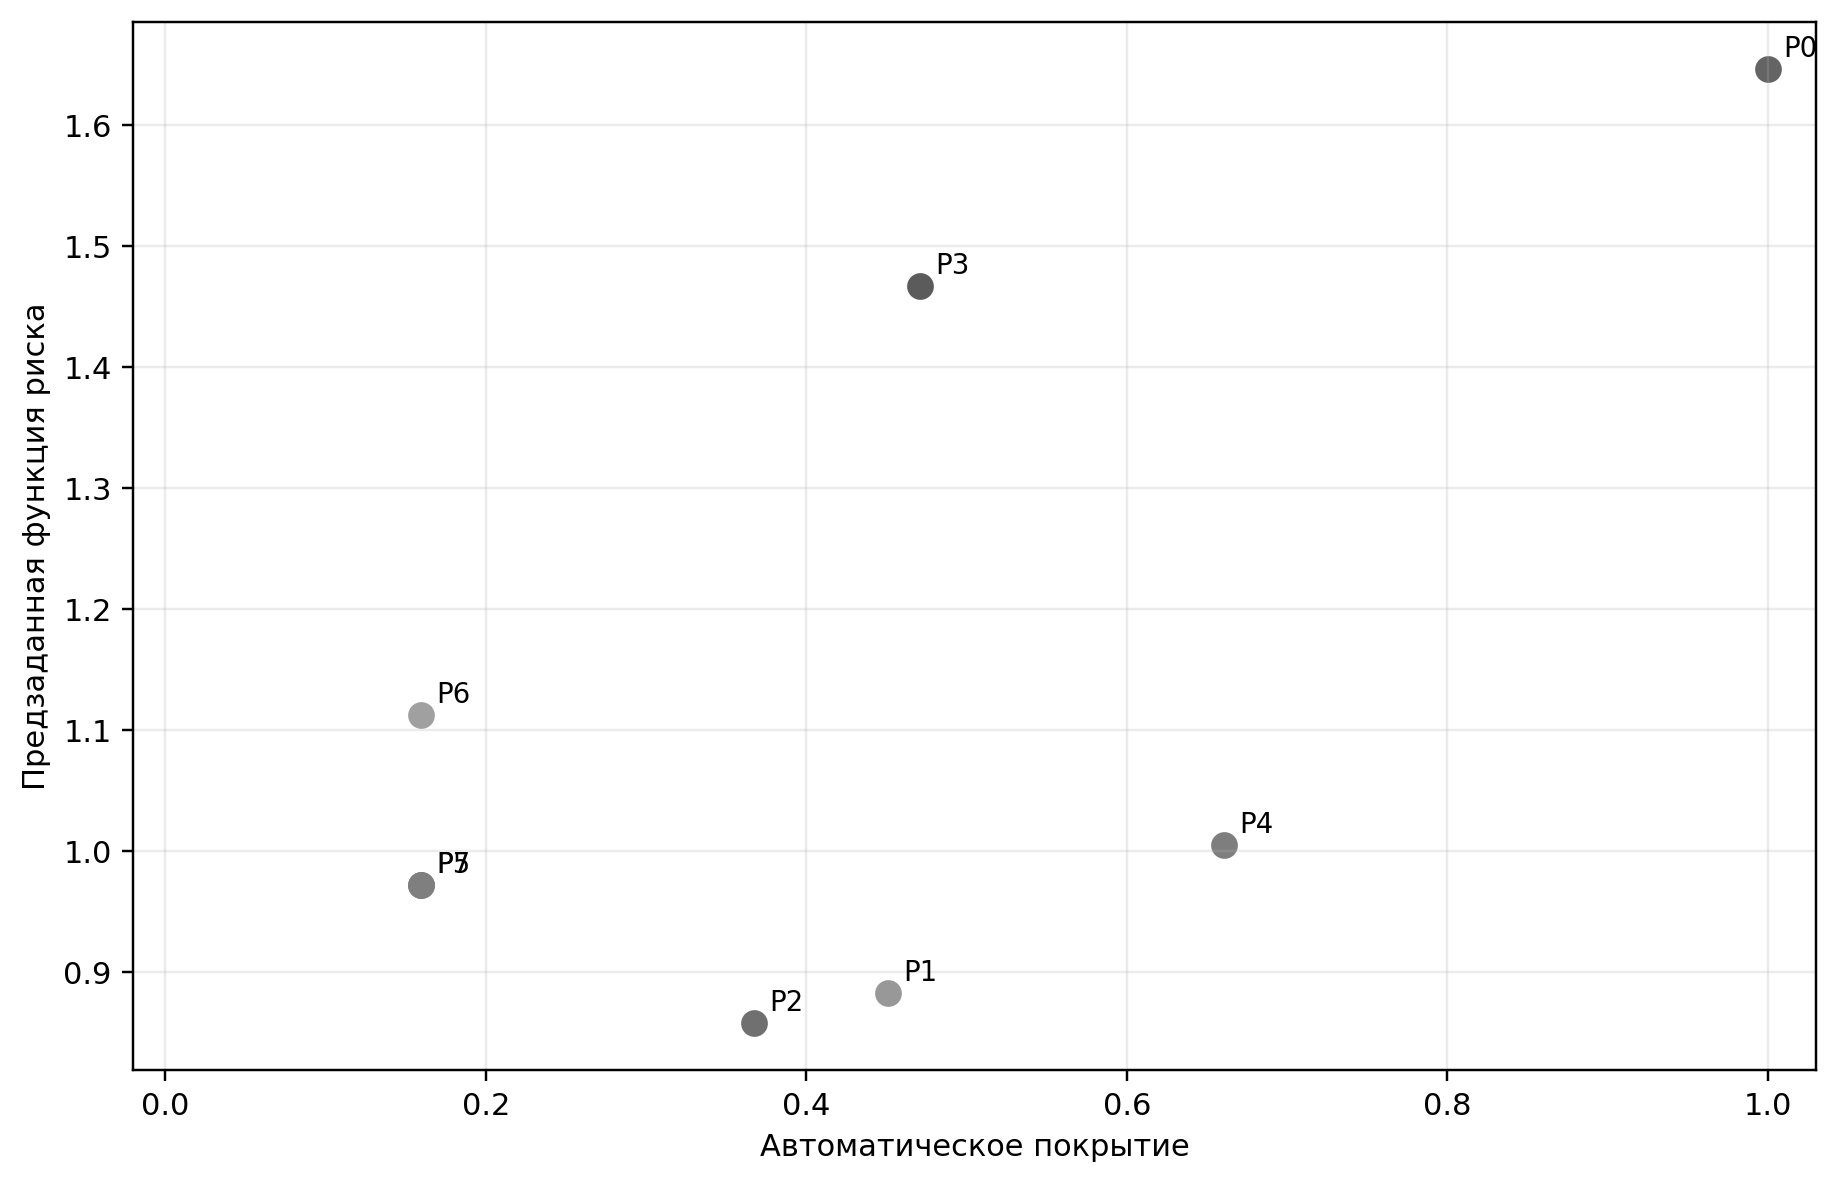 P0
1.6
1.5
P3
1.4
1.3
1.2
P6
1.1
P4
1.0
P5
P7
P1
0.9
P2
Предзаданная функция риска
0.0 0.2 0.4 0.6 0.8 1.0
Автоматическое покрытие